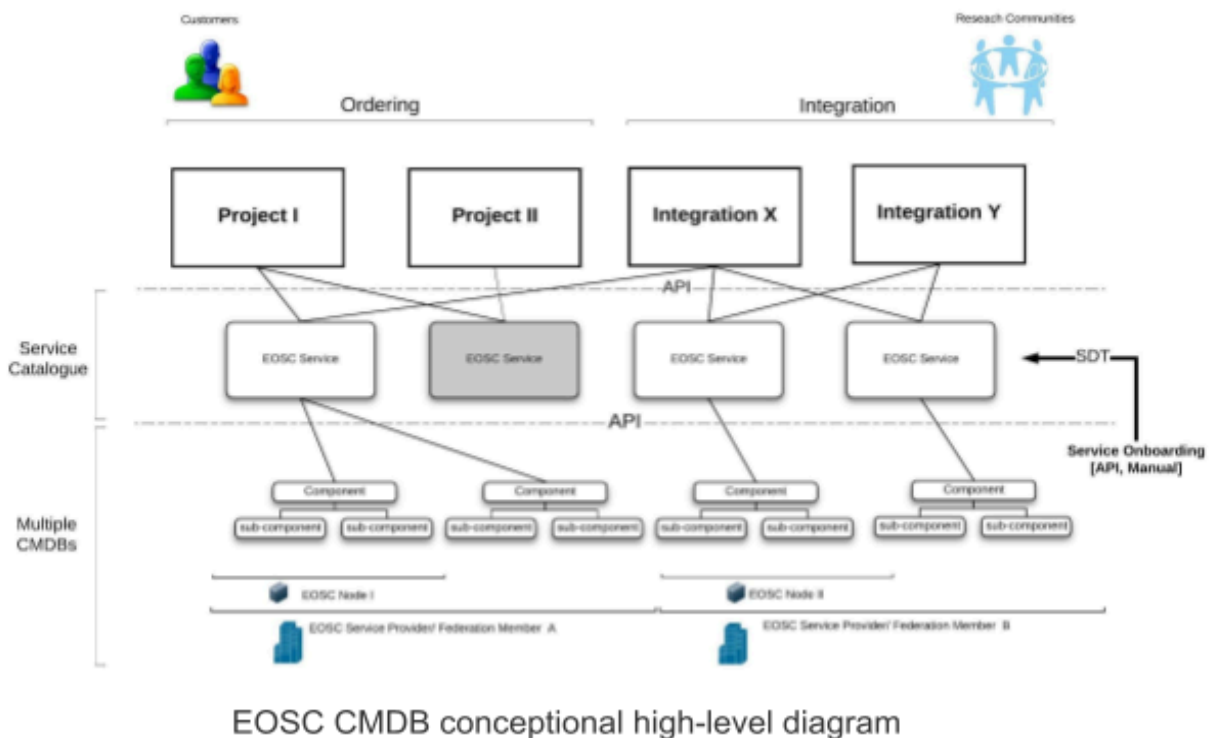 Customers
Reseach Communities
Ordering
Integration
Project I
Project II
Integration X
Integration Y
API
Service
Catalogue
EOSC Service
EOSC Service
EOSC Service
EOSC Service
SDT
API
Service Onboarding
[API, Manual]
Multiple
CMDBs
Component
Component
Component
Component
sub-component
sub-component
sub-component
sub-component
sub-component
sub-component
sub-component
sub-component
EOSC Node I
EOSC Node II
EOSC Service Provider/ Federation Member A
EOSC Service Provider/ Federation Member B
EOSC CMDB conceptional high-level diagram